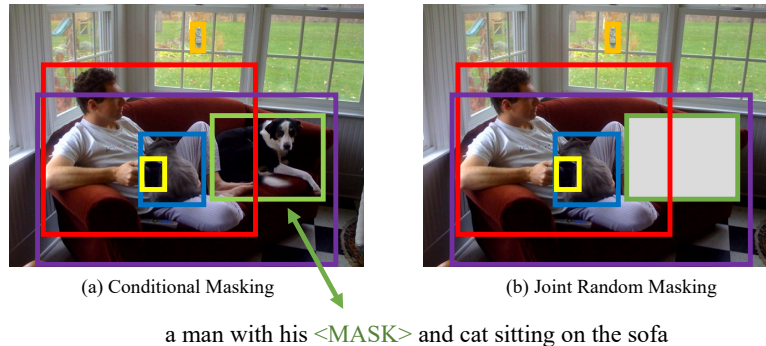 (a) Conditional Masking
(b) Joint Random Masking
a man with his <MASK> and cat sitting on the sofa